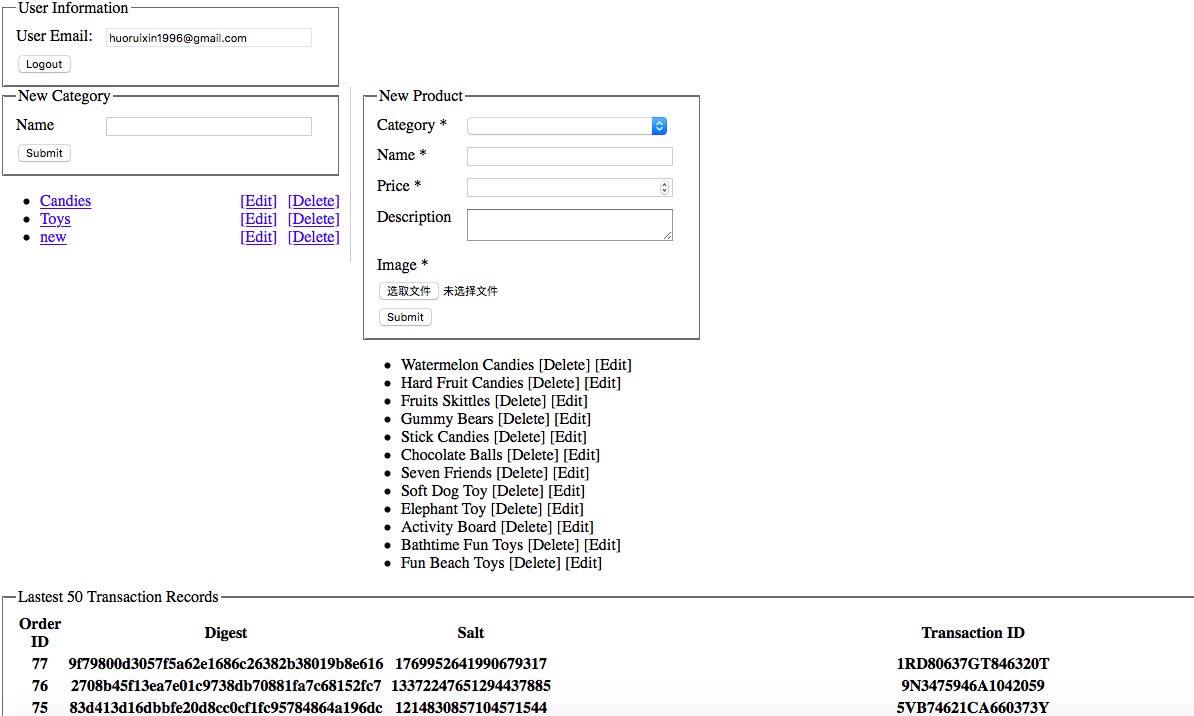 User Information
User Email: huoruixin1996@gmail.com
Logout
New Category
Name
Submit
Candies [Edit] [Delete]
Toys [Edit] [Delete]
new [Edit] [Delete]
New Product
Category *
Name *
Price *
Description
Image *
选取文件 未选择文件
Submit
Watermelon Candies [Delete] [Edit]
Hard Fruit Candies [Delete] [Edit]
Fruits Skittles [Delete] [Edit]
Gummy Bears [Delete] [Edit]
Stick Candies [Delete] [Edit]
Chocolate Balls [Delete] [Edit]
Seven Friends [Delete] [Edit]
Soft Dog Toy [Delete] [Edit]
Elephant Toy [Delete] [Edit]
Activity Board [Delete] [Edit]
Bathtime Fun Toys [Delete] [Edit]
Fun Beach Toys [Delete] [Edit]
Lastest 50 Transaction Records
Order ID Digest Salt Transaction ID
77 9f79800d3057f5a62e1686c26382b38019b8e616 1769952641990679317 1RD80637GT846320T
76 2708b45f13ea7e01c9738db70881fa7c68152fc7 13372247651294437885 9N3475946A1042059
75 83d413d16dbbfe20d8cc0cf1fc95784864a196dc 1214830857104571544 5VB74621CA660373Y